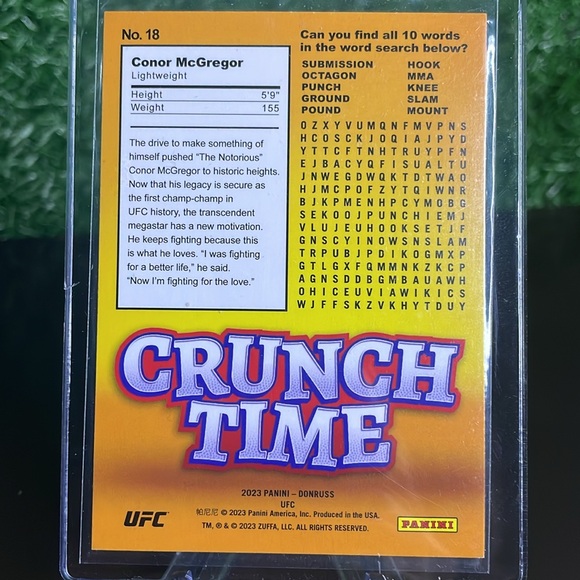 No. 18
Conor McGregor
Lightweight
Height 5'9"
Weight 155
The drive to make something of
himself pushed "The Notorious"
Conor McGregor to historic heights.
Now that his legacy is secure as
the first champ-champ in
UFC history, the transcendent
megastar has a new motivation.
He keeps fighting because this
is what he loves. "I was fighting
for a better life," he said.
"Now I'm fighting for the love."
Can you find all 10 words
in the word search below?
SUBMISSION HOOK
OCTAGON MMA
PUNCH KNEE
GROUND SLAM
POUND MOUNT
O Z X Y V U M Q N F M V P N S
H C O S C K J O Q I A J P Y D
Y T T C F T N H T R U Y P F N
E J B A C Y Q F I S U A L T U
J N W E G D W Q K T D T W A O
H J M C P O F Z Y T Q I W N R
B J K P M E N H P C Y M O B G
S E K O O J P U N C H I E M J
V L U J E U H O O K S E T J F
G N S C Y I N O W S N S L A M
T R P U B J P D I K O G M X P
G T L G X F Q M M N K Z K C P
A G N S D D B G M B A U A W H
O H I C E U V I A W I K I C S
W J F F S K Z V K H Y T D U Y
CRUNCH
TIME
2023 PANINI – DONRUSS
UFC
帕尼尼 © 2023 Panini America, Inc. Produced in the USA.
TM, ® & © 2023 ZUFFA, LLC. ALL RIGHTS RESERVED.
UFC
PANINI